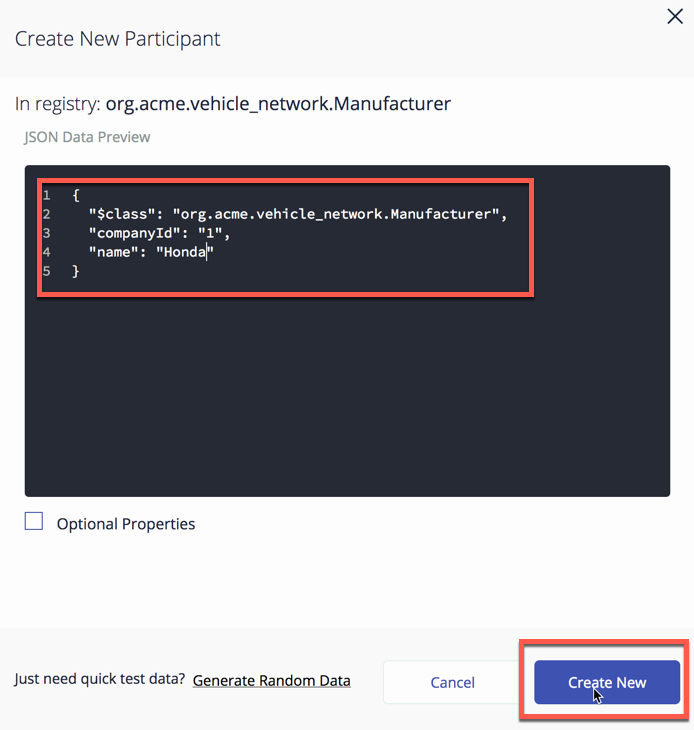 Create New Participant
In registry: org.acme.vehicle_network.Manufacturer
JSON Data Preview
1 {
2 "$class": "org.acme.vehicle_network.Manufacturer",
3 "companyId": "1",
4 "name": "Honda"
5 }
Optional Properties
Just need quick test data? Generate Random Data Cancel Create New